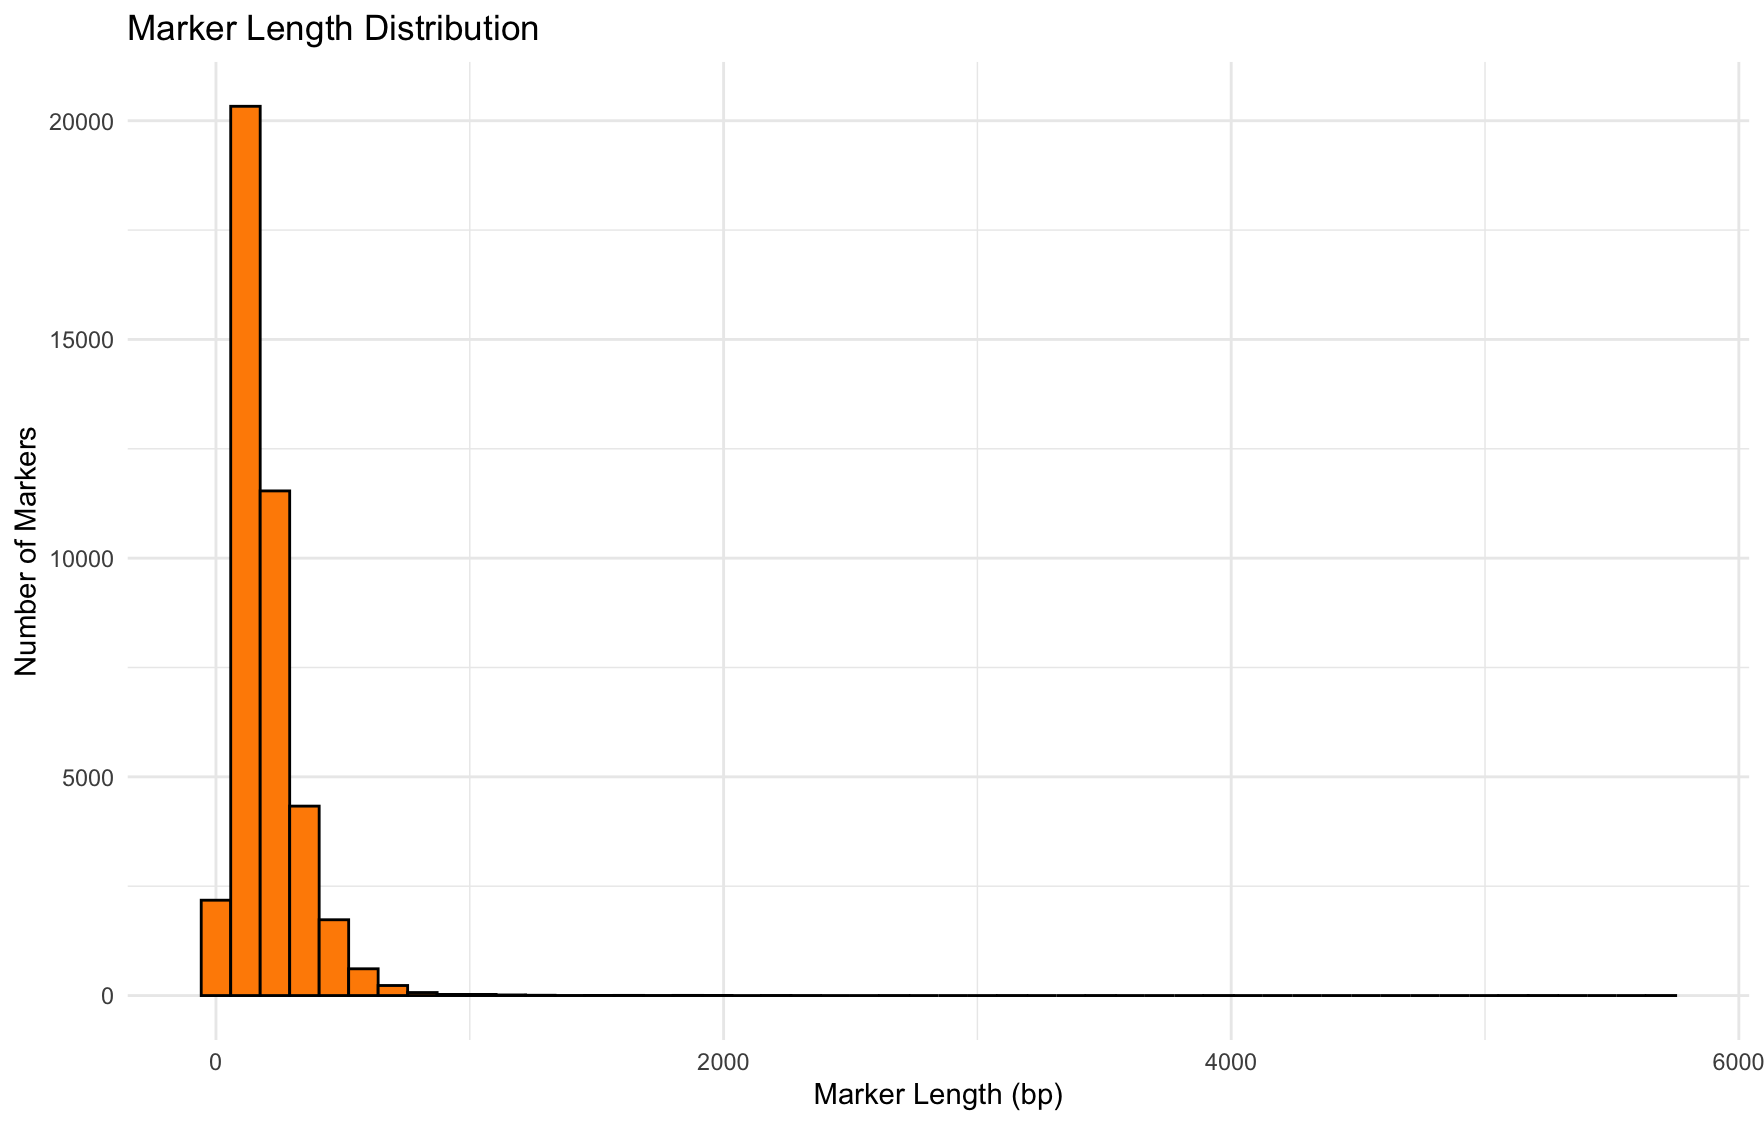 Marker Length Distribution
20000
15000
10000
5000
0
Number of Markers
0 2000 4000 6000
Marker Length (bp)